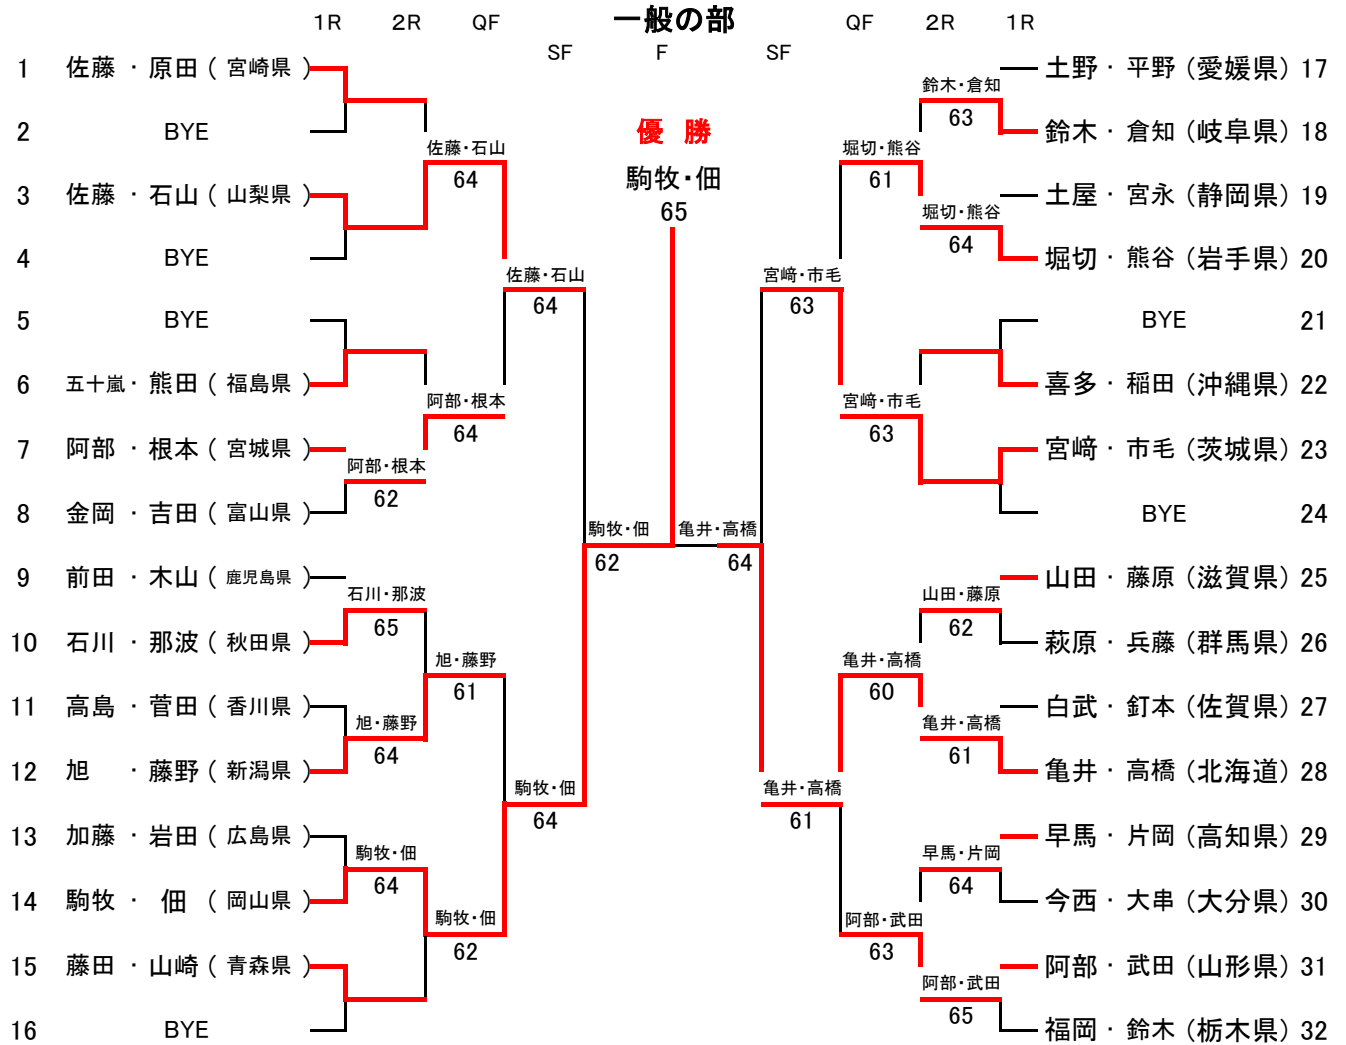 一般の部
1R 2R QF SF F SF QF 2R 1R
1 佐藤 ・ 原田 ( 宮崎県 )
2 BYE
3 佐藤 ・ 石山 ( 山梨県 )
4 BYE
5 BYE
6 五十嵐 ・ 熊田 ( 福島県 )
7 阿部 ・ 根本 ( 宮城県 )
8 金岡 ・ 吉田 ( 富山県 )
9 前田 ・ 木山 ( 鹿児島県 )
10 石川 ・ 那波 ( 秋田県 )
11 高島 ・ 菅田 ( 香川県 )
12 旭 ・ 藤野 ( 新潟県 )
13 加藤 ・ 岩田 ( 広島県 )
14 駒牧 ・ 佃 ( 岡山県 )
15 藤田 ・ 山崎 ( 青森県 )
16 BYE
阿部・根本
62
石川・那波
65
旭・藤野
64
駒牧・佃
64
佐藤・石山
64
阿部・根本
64
旭・藤野
61
駒牧・佃
62
佐藤・石山
64
駒牧・佃
64
駒牧・佃
62
優 勝
駒牧・佃
65
亀井・高橋
64
宮﨑・市毛
63
亀井・高橋
61
堀切・熊谷
61
宮﨑・市毛
63
亀井・高橋
60
阿部・武田
63
鈴木・倉知
63
堀切・熊谷
64
山田・藤原
62
亀井・高橋
61
早馬・片岡
64
阿部・武田
65
土野 ・ 平野 (愛媛県) 17
鈴木 ・ 倉知 (岐阜県) 18
土屋 ・ 宮永 (静岡県) 19
堀切 ・ 熊谷 (岩手県) 20
BYE 21
喜多 ・ 稲田 (沖縄県) 22
宮﨑 ・ 市毛 (茨城県) 23
BYE 24
山田 ・ 藤原 (滋賀県) 25
萩原 ・ 兵藤 (群馬県) 26
白武 ・ 釘本 (佐賀県) 27
亀井 ・ 高橋 (北海道) 28
早馬 ・ 片岡 (高知県) 29
今西 ・ 大串 (大分県) 30
阿部 ・ 武田 (山形県) 31
福岡 ・ 鈴木 (栃木県) 32